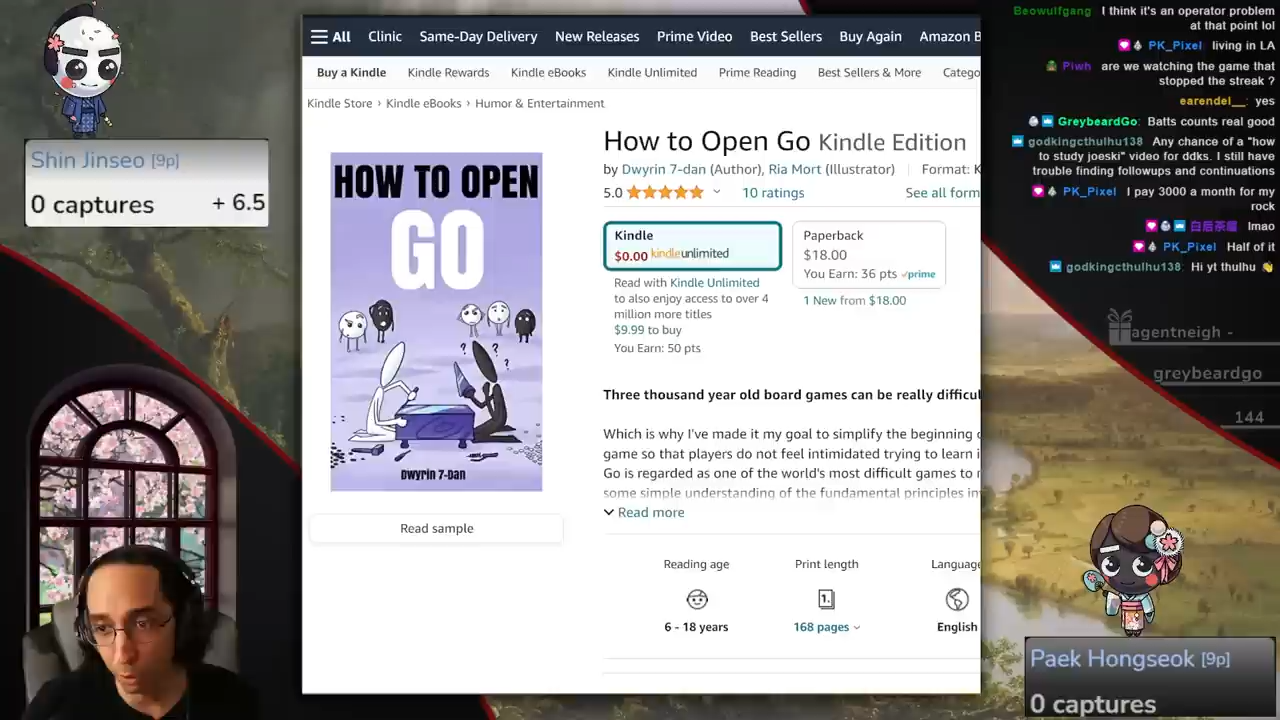 All
Clinic
Same-Day Delivery
New Releases
Prime Video
Best Sellers
Buy Again
Amazon B
Buy a Kindle
Kindle Rewards
Kindle eBooks
Kindle Unlimited
Prime Reading
Best Sellers & More
Catego
Kindle Store › Kindle eBooks › Humor & Entertainment
Shin Jinseo [9p]
0 captures
+ 6.5
HOW TO OPEN
GO
? ?
? ?
DWYRIN 7-DAN
Read sample
How to Open Go Kindle Edition
by Dwyrin 7-dan (Author), Ria Mort (Illustrator)
Format: K
5.0
10 ratings
See all form
Kindle
$0.00 kindleunlimited
Read with Kindle Unlimited
to also enjoy access to over 4
million more titles
$9.99 to buy
You Earn: 50 pts
Paperback
$18.00
You Earn: 36 pts prime
1 New from $18.00
Three thousand year old board games can be really difficul
Which is why I've made it my goal to simplify the beginning o
game so that players do not feel intimidated trying to learn i
Go is regarded as one of the world's most difficult games to
some simple understanding of the fundamental principles in
Read more
Reading age
6 - 18 years
Print length
1.
168 pages
Language
English
Beowulfgang I think it's an operator problem
at that point lol
PK_Pixel living in LA
Piwh are we watching the game that
stopped the streak ?
earendel__: yes
GreybeardGo: Batts counts real good
godkingcthulhu138 Any chance of a "how
to study joeski" video for ddks. I still have
trouble finding followups and continuations
PK_Pixel I pay 3000 a month for my
rock
lmao
PK_Pixel Half of it
godkingcthulhu138: Hi yt thulhu 👋
agentneigh -
greybeardgo
144
Paek Hongseok [9p]
0 captures